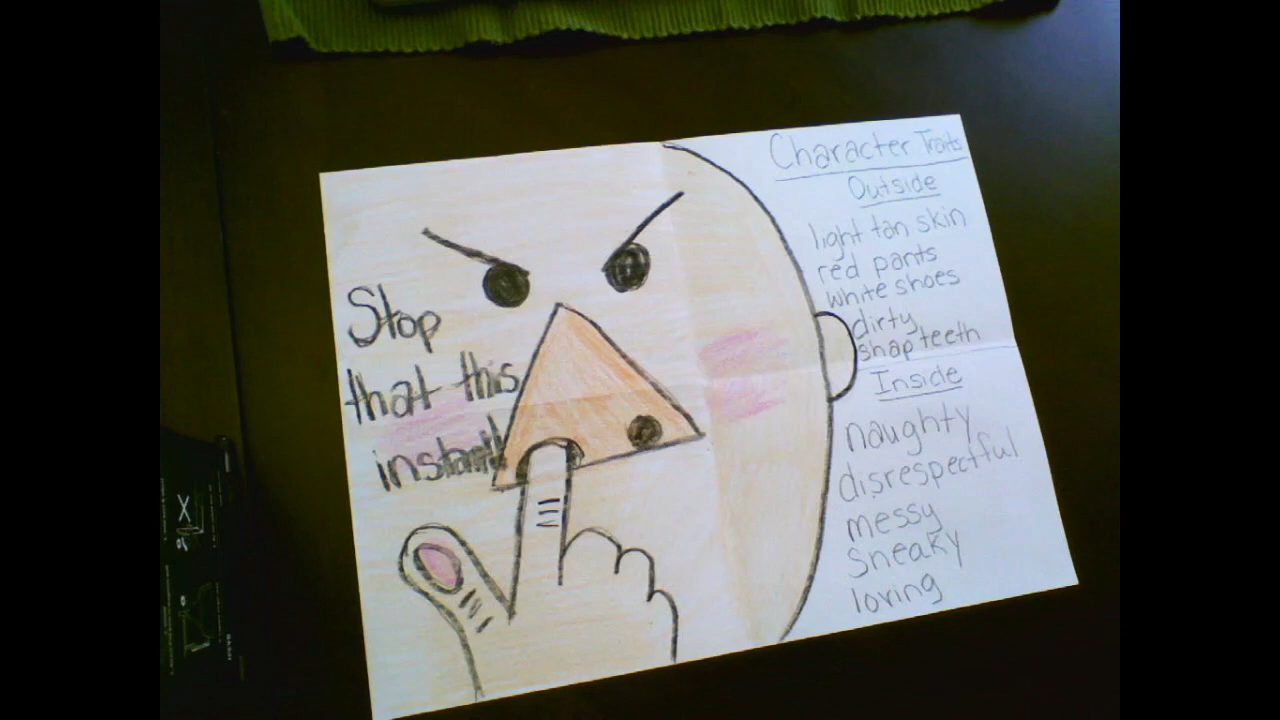 Stop
that this
instant!
Character Traits
Outside
light tan skin
red pants
white shoes
dirty
shap teeth
Inside
naughty
disrespectful
messy
sneaky
loving